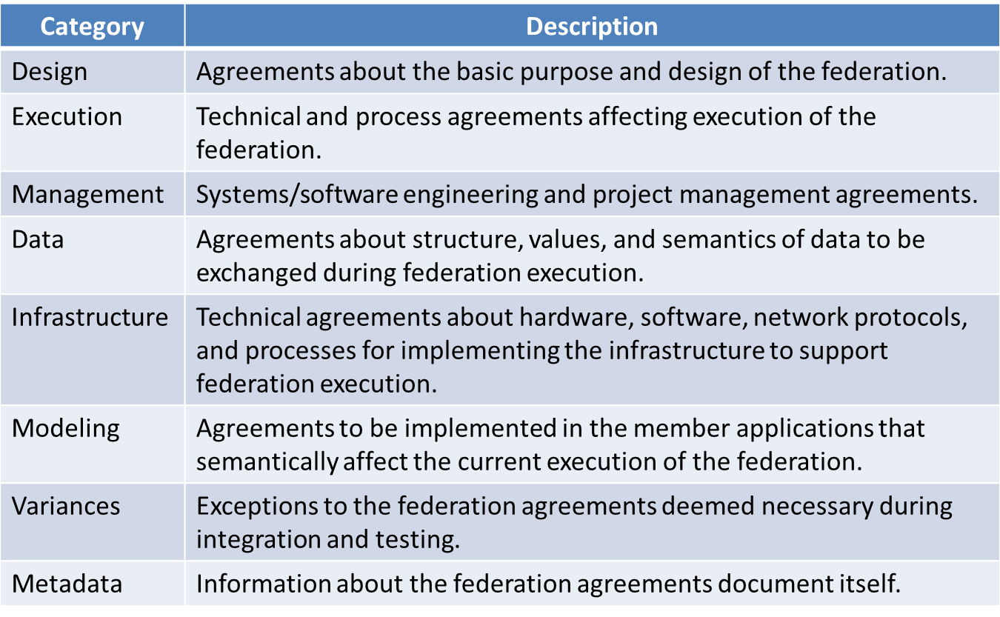 Category Description
Design Agreements about the basic purpose and design of the federation.
Execution Technical and process agreements affecting execution of the
federation.
Management Systems/software engineering and project management agreements.
Data Agreements about structure, values, and semantics of data to be
exchanged during federation execution.
Infrastructure Technical agreements about hardware, software, network protocols,
and processes for implementing the infrastructure to support
federation execution.
Modeling Agreements to be implemented in the member applications that
semantically affect the current execution of the federation.
Variances Exceptions to the federation agreements deemed necessary during
integration and testing.
Metadata Information about the federation agreements document itself.